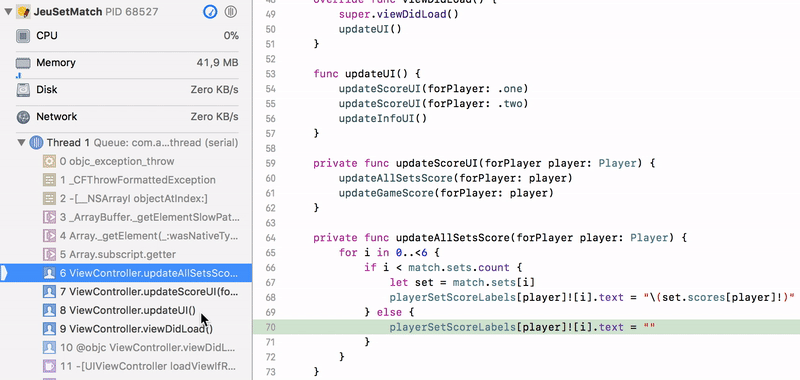 JeuSetMatch PID 68527
CPU 0%
Memory 41,9 MB
Disk Zero KB/s
Network Zero KB/s
Thread 1 Queue: com.a...thread (serial)
0 objc_exception_throw
1 _CFThrowFormattedException
2 -[__NSArrayI objectAtIndex:]
3 _ArrayBuffer._getElementSlowPat...
4 Array._getElement(_:wasNativeTy...
5 Array.subscript.getter
6 ViewController.updateAllSetsSco...
7 ViewController.updateScoreUI(fo...
8 ViewController.updateUI()
9 ViewController.viewDidLoad()
10 @objc ViewController.viewDidL...
11 -[UIViewController loadViewIfR...
48 override func viewDidLoad() {
49 super.viewDidLoad()
50 updateUI()
51 }
52
53 func updateUI() {
54 updateScoreUI(forPlayer: .one)
55 updateScoreUI(forPlayer: .two)
56 updateInfoUI()
57 }
58
59 private func updateScoreUI(forPlayer player: Player) {
60 updateAllSetsScore(forPlayer: player)
61 updateGameScore(forPlayer: player)
62 }
63
64 private func updateAllSetsScore(forPlayer player: Player) {
65 for i in 0..<6 {
66 if i < match.sets.count {
67 let set = match.sets[i]
68 playerSetScoreLabels[player]![i].text = "\(set.scores[player]!)"
69 } else {
70 playerSetScoreLabels[player]![i].text = ""
71 }
72 }
73 }